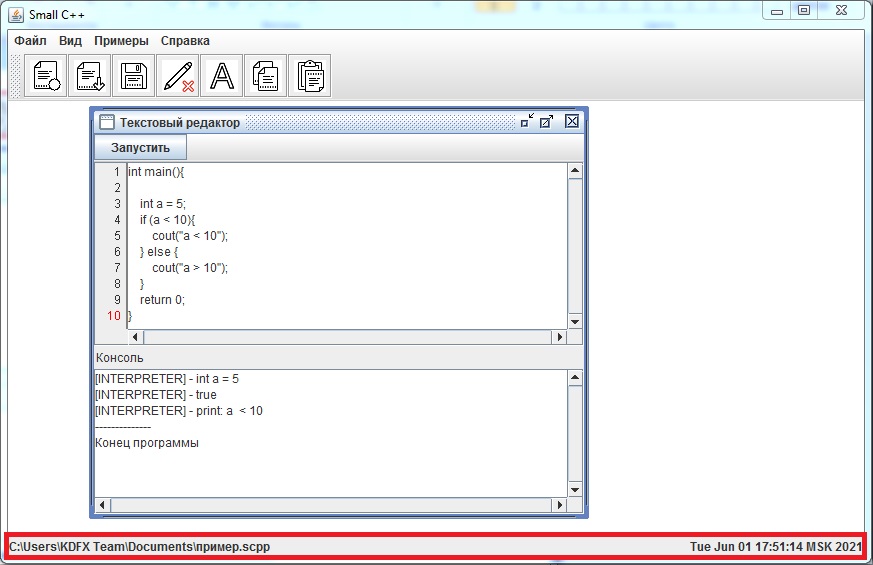 Small C++
Файл Вид Примеры Справка
Текстовый редактор
Запустить
1 int main(){
2
3 int a = 5;
4 if (a < 10){
5 cout("a < 10");
6 } else {
7 cout("a > 10");
8 }
9 return 0;
10 }
Консоль
[INTERPRETER] - int a = 5
[INTERPRETER] - true
[INTERPRETER] - print: a  < 10
--------------
Конец программы
C:\Users\KDFX Team\Documents\пример.scpp Tue Jun 01 17:51:14 MSK 2021